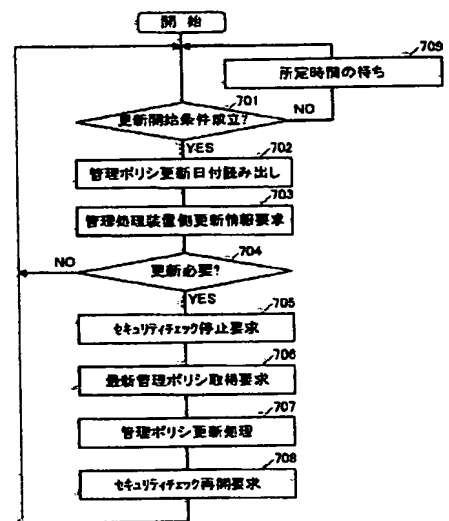 開始
709
所定時間の待ち
701
更新開始条件成立?
NO
YES
702
管理ポリシ更新日付読み出し
703
管理処理装置側更新情報要求
704
NO
更新必要?
YES
705
セキュリティチェック停止要求
706
最新管理ポリシ取得要求
707
管理ポリシ更新処理
708
セキュリティチェック再開要求